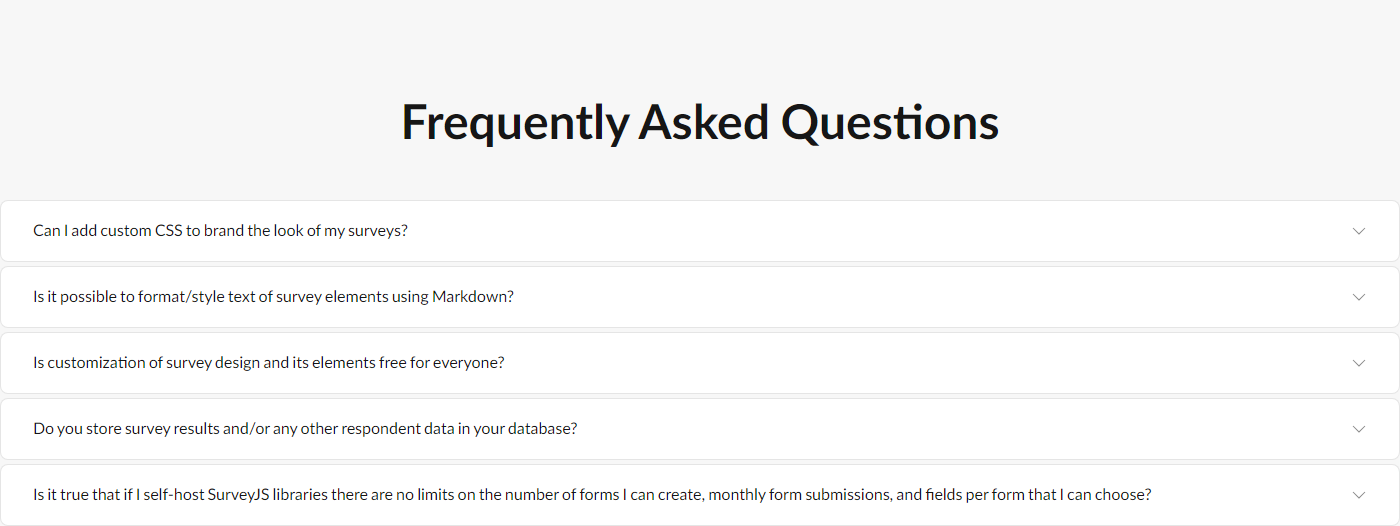 Frequently Asked Questions
Can I add custom CSS to brand the look of my surveys?
Is it possible to format/style text of survey elements using Markdown?
Is customization of survey design and its elements free for everyone?
Do you store survey results and/or any other respondent data in your database?
Is it true that if I self-host SurveyJS libraries there are no limits on the number of forms I can create, monthly form submissions, and fields per form that I can choose?